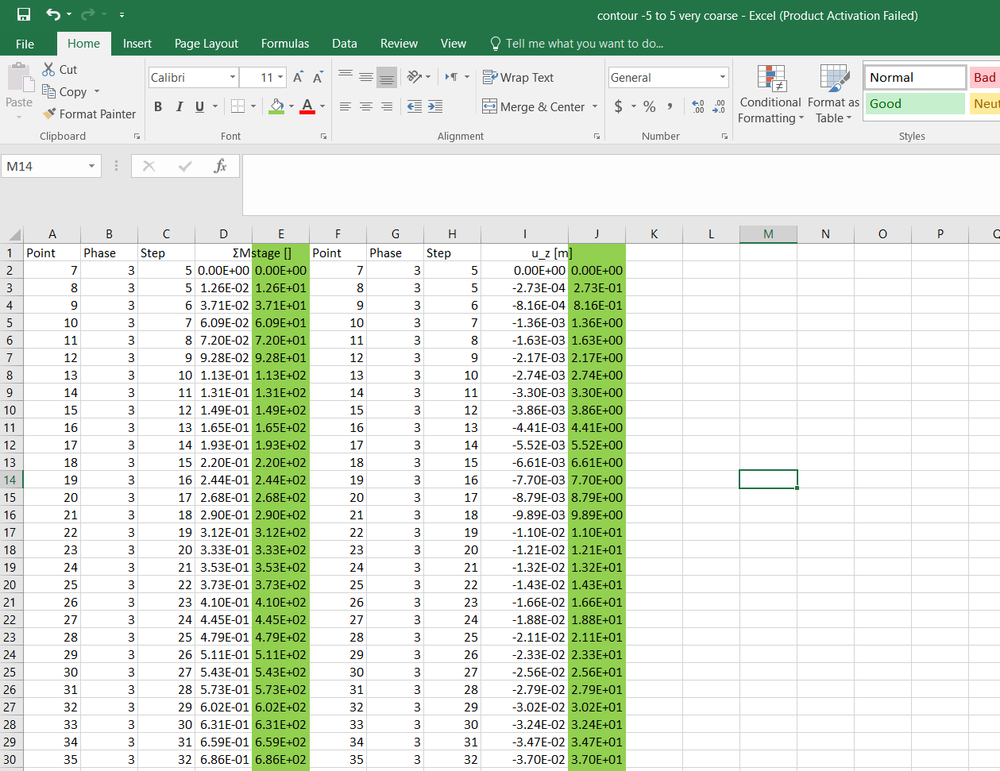 contour -5 to 5 very coarse - Excel (Product Activation Failed)
File Home Insert Page Layout Formulas Data Review View Tell me what you want to do...
Paste
Cut
Copy
Format Painter
Clipboard
Calibri 11
B I U A
Font
Wrap Text
Merge & Center
Alignment
General
$ % ,
Number
Conditional Formatting
Format as Table
Normal Bad
Good Neut
Styles
M14 fx
A B C D E F G H I J K L M N O P Q
1 Point Phase Step ΣMstage [] Point Phase Step u_z [m]
2 7 3 5 0.00E+00 0.00E+00 7 3 5 0.00E+00 0.00E+00
3 8 3 5 1.26E-02 1.26E+01 8 3 5 -2.73E-04 2.73E-01
4 9 3 6 3.71E-02 3.71E+01 9 3 6 -8.16E-04 8.16E-01
5 10 3 7 6.09E-02 6.09E+01 10 3 7 -1.36E-03 1.36E+00
6 11 3 8 7.20E-02 7.20E+01 11 3 8 -1.63E-03 1.63E+00
7 12 3 9 9.28E-02 9.28E+01 12 3 9 -2.17E-03 2.17E+00
8 13 3 10 1.13E-01 1.13E+02 13 3 10 -2.74E-03 2.74E+00
9 14 3 11 1.31E-01 1.31E+02 14 3 11 -3.30E-03 3.30E+00
10 15 3 12 1.49E-01 1.49E+02 15 3 12 -3.86E-03 3.86E+00
11 16 3 13 1.65E-01 1.65E+02 16 3 13 -4.41E-03 4.41E+00
12 17 3 14 1.93E-01 1.93E+02 17 3 14 -5.52E-03 5.52E+00
13 18 3 15 2.20E-01 2.20E+02 18 3 15 -6.61E-03 6.61E+00
14 19 3 16 2.44E-01 2.44E+02 19 3 16 -7.70E-03 7.70E+00
15 20 3 17 2.68E-01 2.68E+02 20 3 17 -8.79E-03 8.79E+00
16 21 3 18 2.90E-01 2.90E+02 21 3 18 -9.89E-03 9.89E+00
17 22 3 19 3.12E-01 3.12E+02 22 3 19 -1.10E-02 1.10E+01
18 23 3 20 3.33E-01 3.33E+02 23 3 20 -1.21E-02 1.21E+01
19 24 3 21 3.53E-01 3.53E+02 24 3 21 -1.32E-02 1.32E+01
20 25 3 22 3.73E-01 3.73E+02 25 3 22 -1.43E-02 1.43E+01
21 26 3 23 4.10E-01 4.10E+02 26 3 23 -1.66E-02 1.66E+01
22 27 3 24 4.45E-01 4.45E+02 27 3 24 -1.88E-02 1.88E+01
23 28 3 25 4.79E-01 4.79E+02 28 3 25 -2.11E-02 2.11E+01
24 29 3 26 5.11E-01 5.11E+02 29 3 26 -2.33E-02 2.33E+01
25 30 3 27 5.43E-01 5.43E+02 30 3 27 -2.56E-02 2.56E+01
26 31 3 28 5.73E-01 5.73E+02 31 3 28 -2.79E-02 2.79E+01
27 32 3 29 6.02E-01 6.02E+02 32 3 29 -3.02E-02 3.02E+01
28 33 3 30 6.31E-01 6.31E+02 33 3 30 -3.24E-02 3.24E+01
29 34 3 31 6.59E-01 6.59E+02 34 3 31 -3.47E-02 3.47E+01
30 35 3 32 6.86E-01 6.86E+02 35 3 32 -3.70E-02 3.70E+01